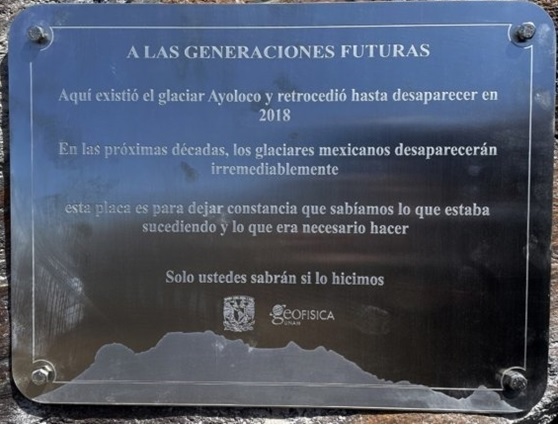 A LAS GENERACIONES FUTURAS
Aquí existió el glaciar Ayoloco y retrocedió hasta desaparecer en
2018
En las próximas décadas, los glaciares mexicanos desaparecerán
irremediablemente
esta placa es para dejar constancia que sabíamos lo que estaba
sucediendo y lo que era necesario hacer
Solo ustedes sabrán si lo hicimos
GEOFISICA
UNAM